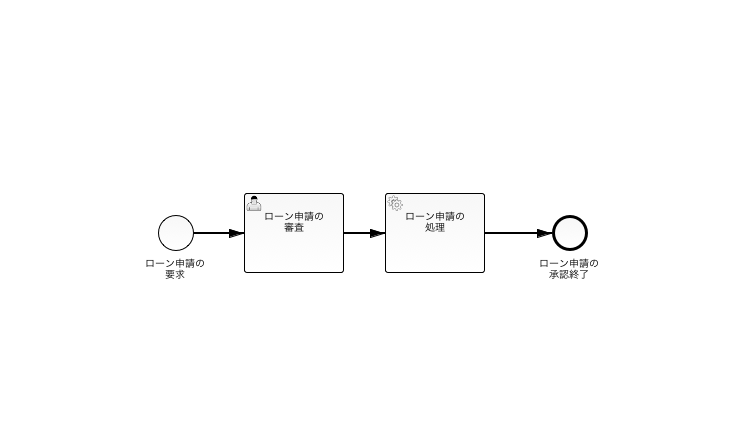 ローン申請の
要求
ローン申請の
審査
ローン申請の
処理
ローン申請の
承認終了